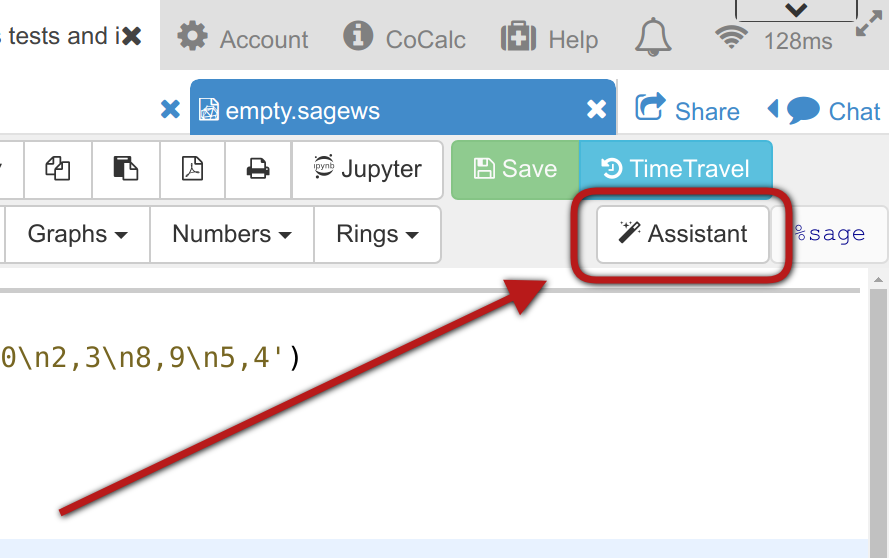 s tests and i
Account
CoCalc
Help
128ms
empty.sagews
Share
Chat
ipynb
Jupyter
Save
TimeTravel
Graphs
Numbers
Rings
Assistant
%sage
0\n2,3\n8,9\n5,4')